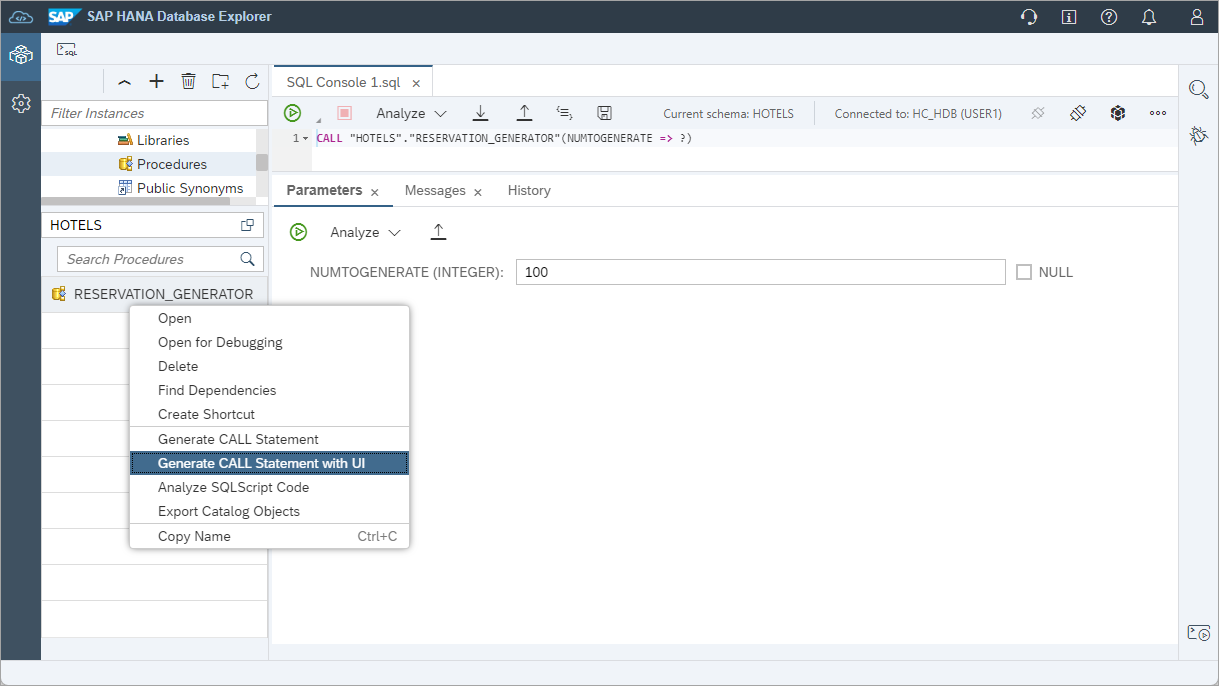 SAP SAP HANA Database Explorer
SQL
Filter Instances
Libraries
Procedures
Public Synonyms
HOTELS
Search Procedures
RESERVATION_GENERATOR
Open
Open for Debugging
Delete
Find Dependencies
Create Shortcut
Generate CALL Statement
Generate CALL Statement with UI
Analyze SQLScript Code
Export Catalog Objects
Copy Name Ctrl+C
SQL Console 1.sql
Analyze Current schema: HOTELS Connected to: HC_HDB (USER1)
1 CALL "HOTELS"."RESERVATION_GENERATOR"(NUMTOGENERATE => ?)
Parameters Messages History
Analyze
NUMTOGENERATE (INTEGER): 100 NULL